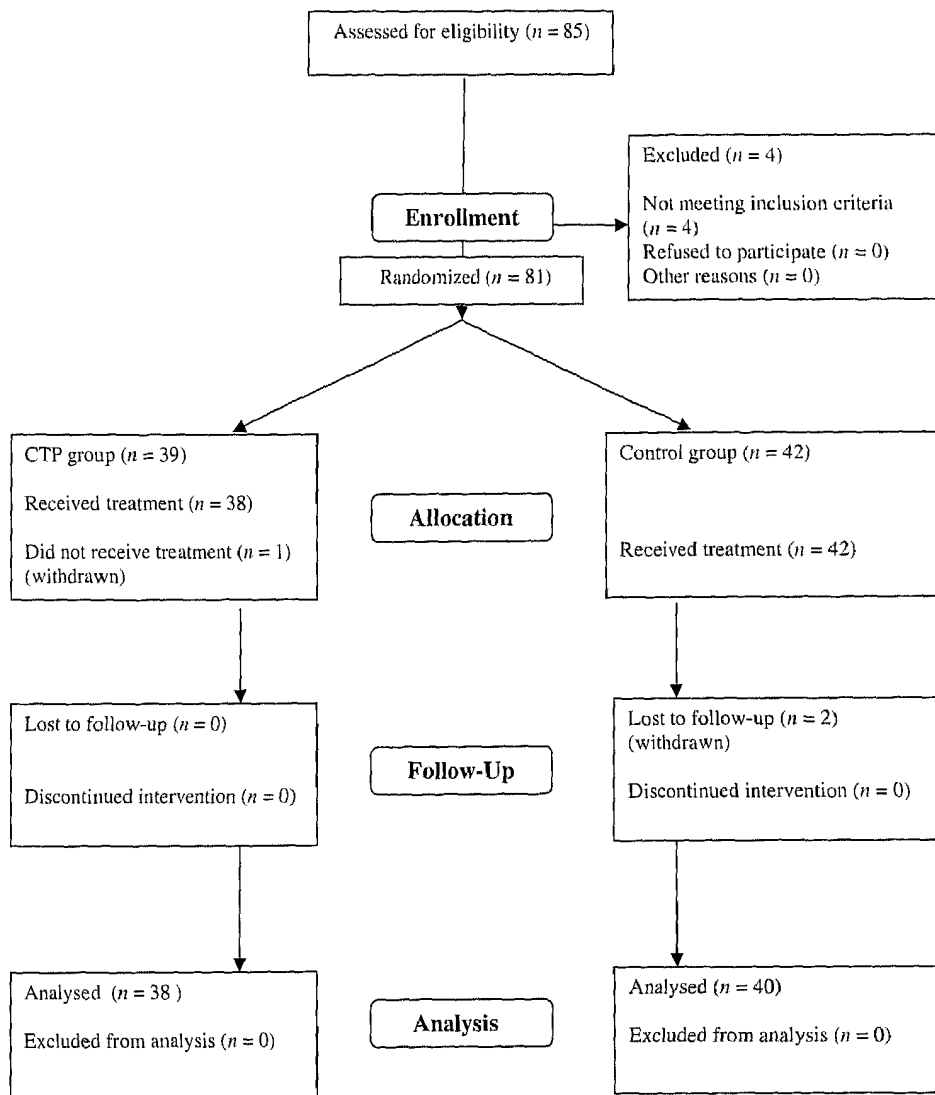 Assessed for eligibility (n = 85)
Excluded (n = 4)
Not meeting inclusion criteria
(n = 4)
Refused to participate (n = 0)
Other reasons (n = 0)
Enrollment
Randomized (n = 81)
CTP group (n = 39)
Received treatment (n = 38)
Did not receive treatment (n = 1)
(withdrawn)
Allocation
Control group (n = 42)
Received treatment (n = 42)
Lost to follow-up (n = 0)
Discontinued intervention (n = 0)
Follow-Up
Lost to follow-up (n = 2)
(withdrawn)
Discontinued intervention (n = 0)
Analysed (n = 38 )
Excluded from analysis (n = 0)
Analysis
Analysed (n = 40)
Excluded from analysis (n = 0)